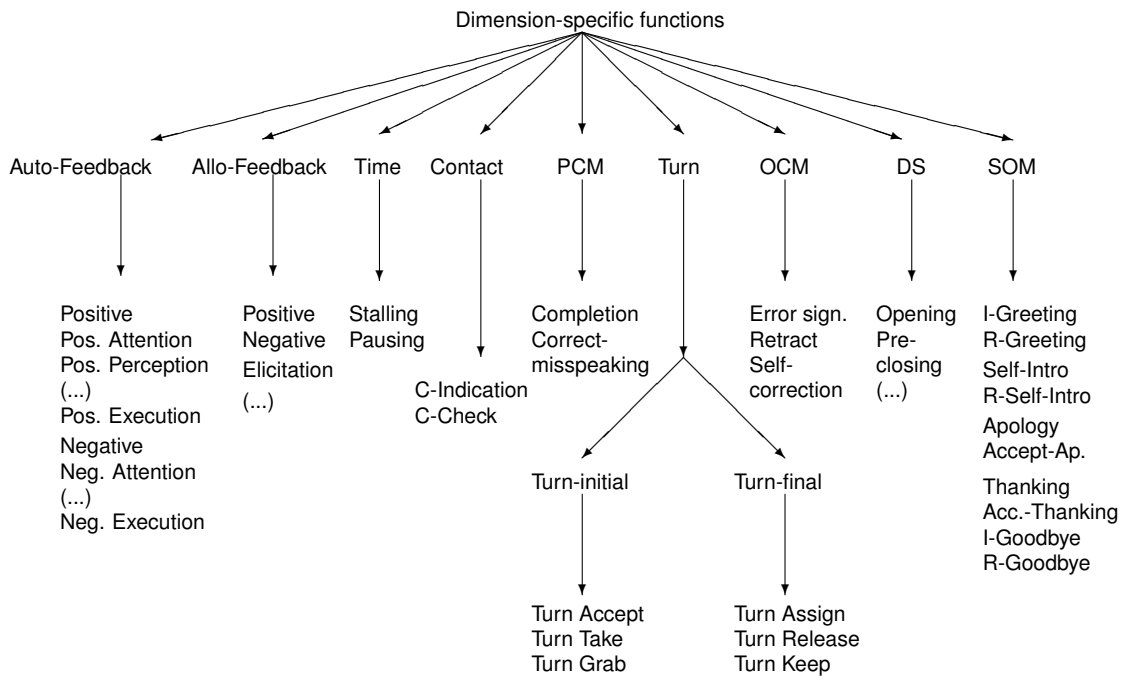 Dimension-specific functions
Auto-Feedback
Allo-Feedback
Time
Contact
PCM
Turn
OCM
DS
SOM
Positive
Pos. Attention
Pos. Perception
(...)
Pos. Execution
Negative
Neg. Attention
(...)
Neg. Execution
Positive
Negative
Elicitation
(...)
Stalling
Pausing
C-Indication
C-Check
Completion
Correct-
misspeaking
Turn-initial
Turn Accept
Turn Take
Turn Grab
Turn-final
Turn Assign
Turn Release
Turn Keep
Error sign.
Retract
Self-
correction
Opening
Pre-
closing
(...)
I-Greeting
R-Greeting
Self-Intro
R-Self-Intro
Apology
Accept-Ap.
Thanking
Acc.-Thanking
I-Goodbye
R-Goodbye